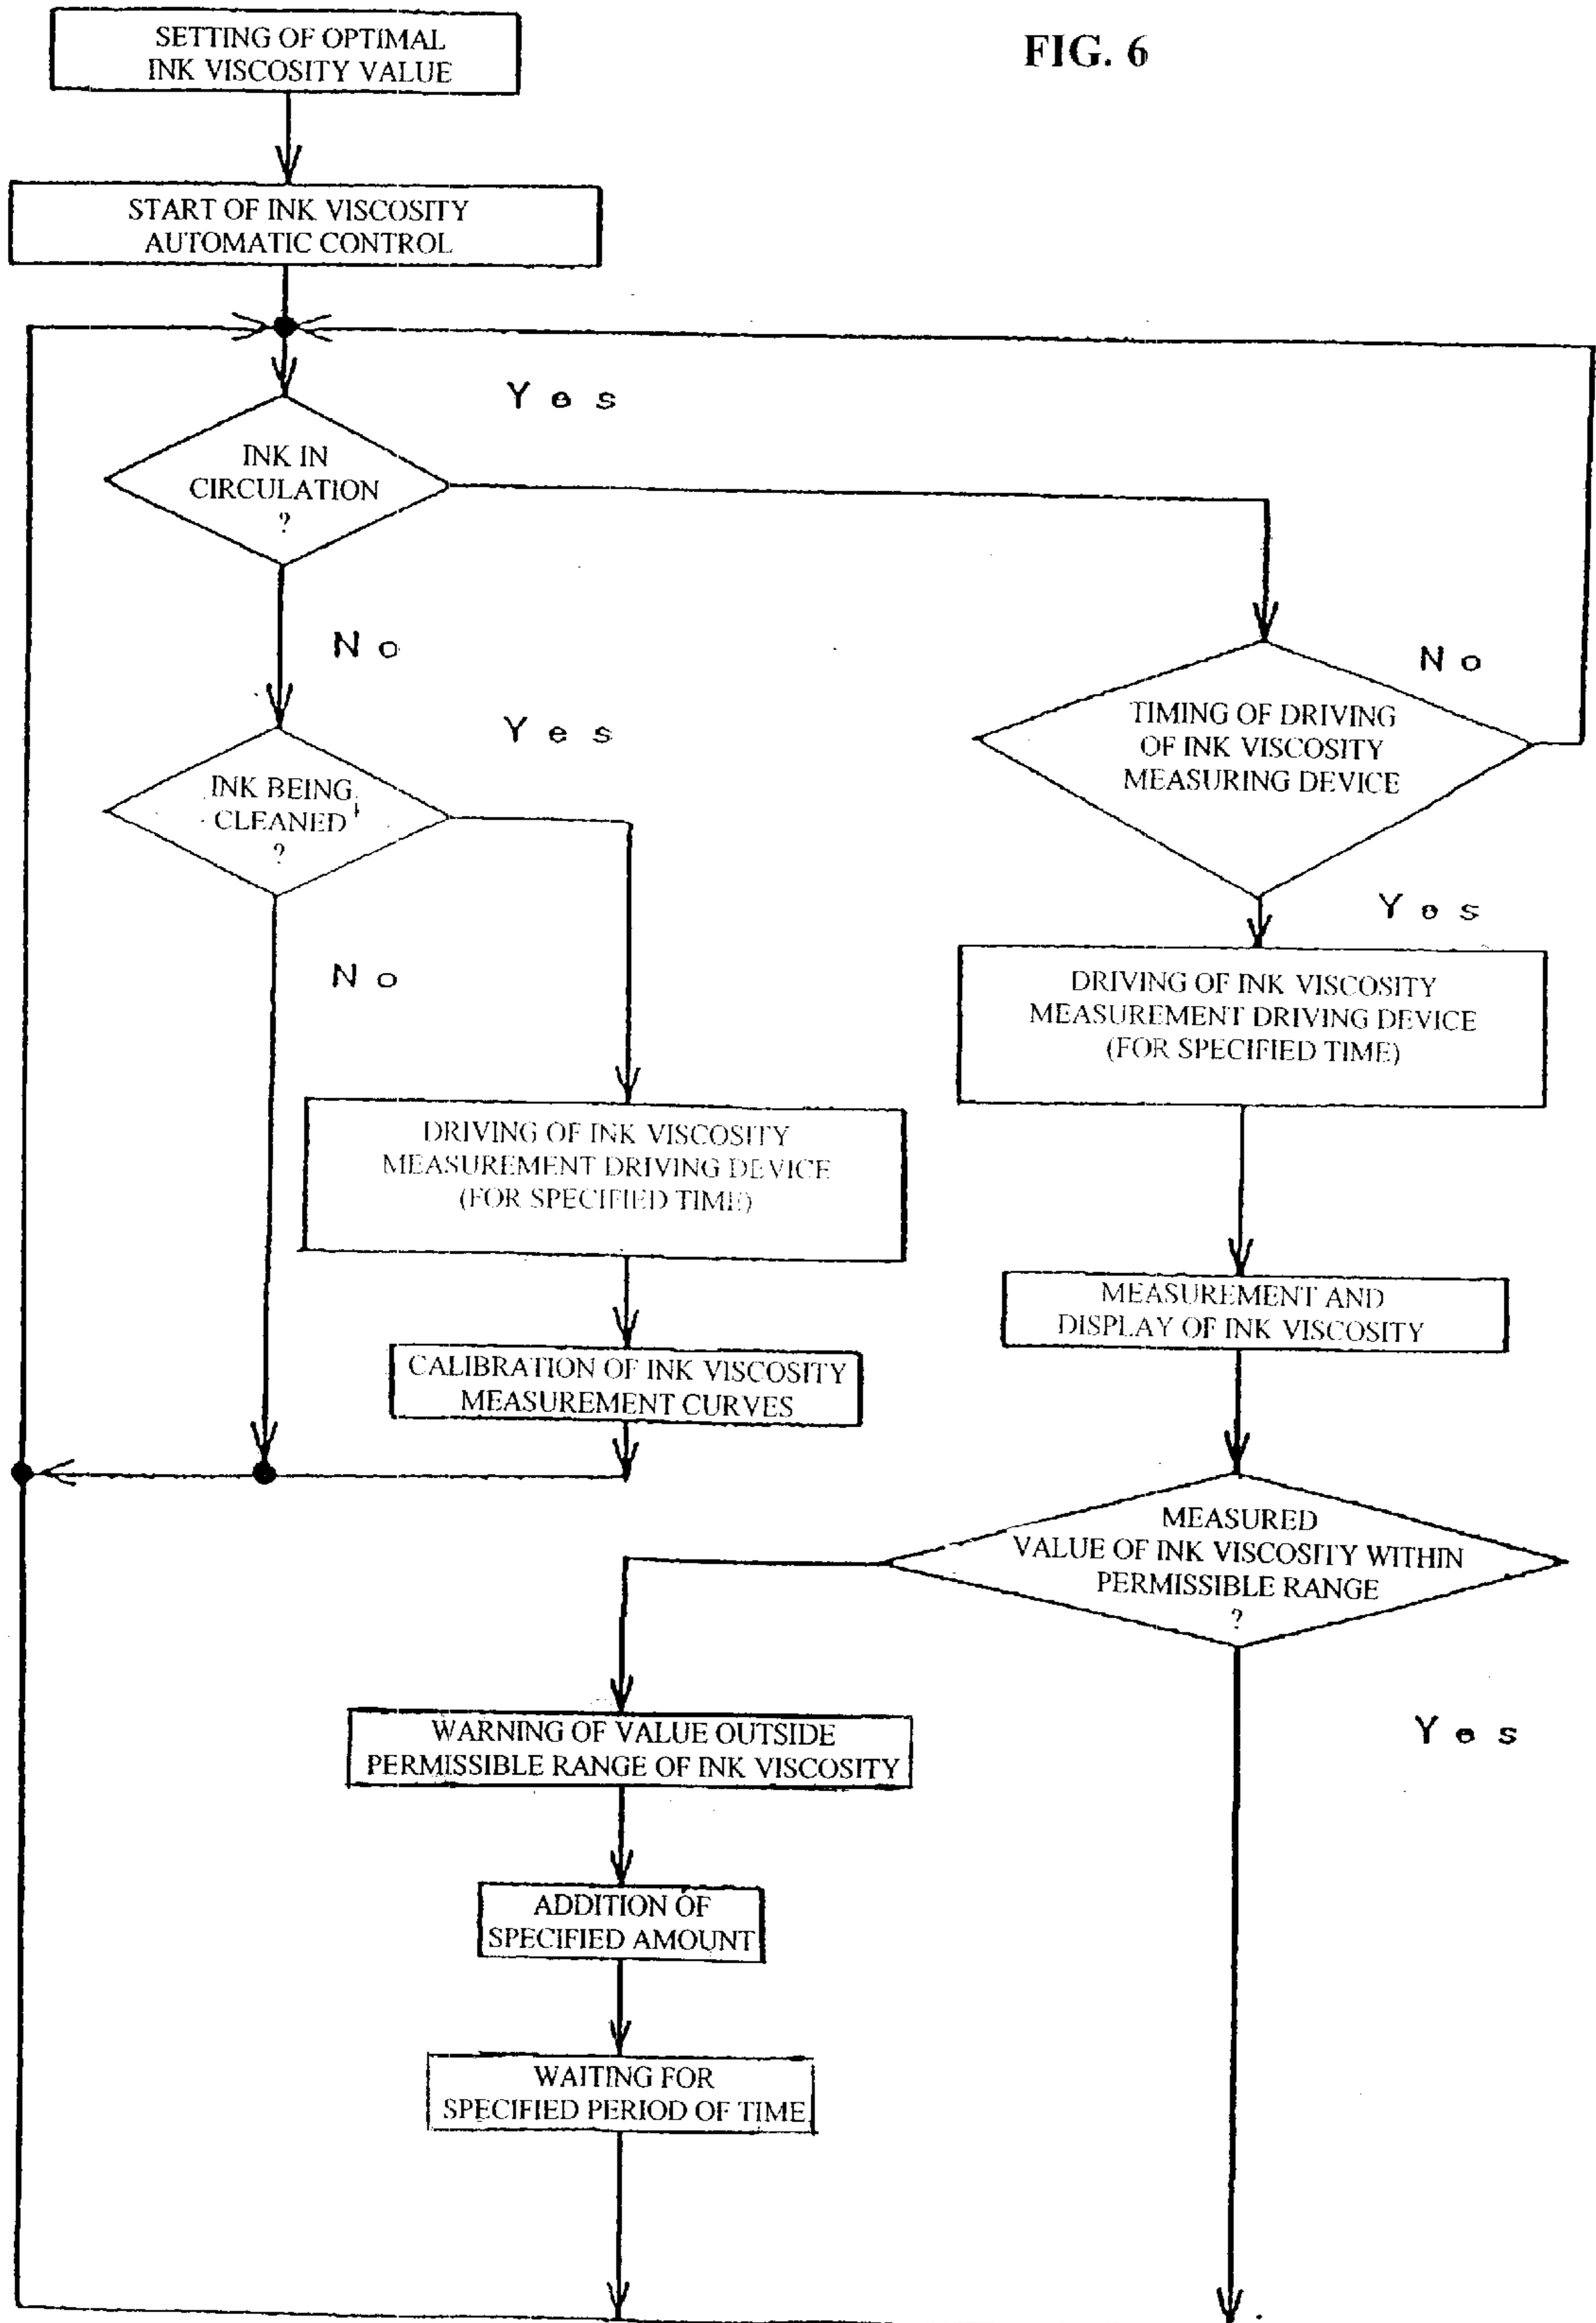 FIG. 6
SETTING OF OPTIMAL
INK VISCOSITY VALUE
START OF INK VISCOSITY
AUTOMATIC CONTROL
Yes
INK IN
CIRCULATION
?
No
No
TIMING OF DRIVING
OF INK VISCOSITY
MEASURING DEVICE
Yes
INK BEING
CLEANED
?
Yes
No
DRIVING OF INK VISCOSITY
MEASUREMENT DRIVING DEVICE
(FOR SPECIFIED TIME)
DRIVING OF INK VISCOSITY
MEASUREMENT DRIVING DEVICE
(FOR SPECIFIED TIME)
MEASUREMENT AND
DISPLAY OF INK VISCOSITY
CALIBRATION OF INK VISCOSITY
MEASUREMENT CURVES
MEASURED
VALUE OF INK VISCOSITY WITHIN
PERMISSIBLE RANGE
?
WARNING OF VALUE OUTSIDE
PERMISSIBLE RANGE OF INK VISCOSITY
Yes
ADDITION OF
SPECIFIED AMOUNT
WAITING FOR
SPECIFIED PERIOD OF TIME